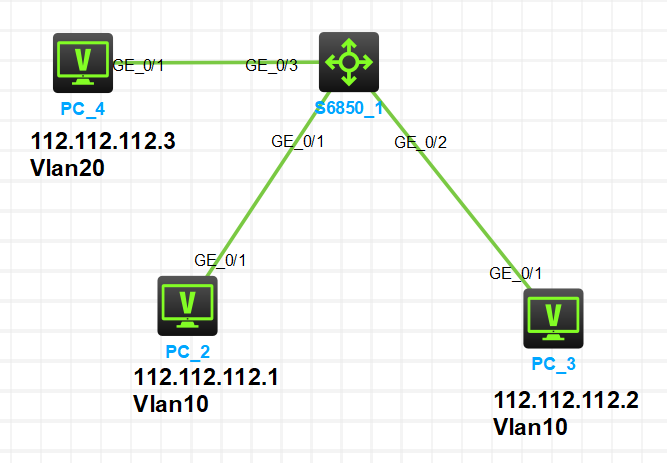 GE_0/1
GE_0/3
PC_4
S6850_1
112.112.112.3
Vlan20
GE_0/1
GE_0/2
GE_0/1
GE_0/1
PC_2
112.112.112.1
Vlan10
PC_3
112.112.112.2
Vlan10